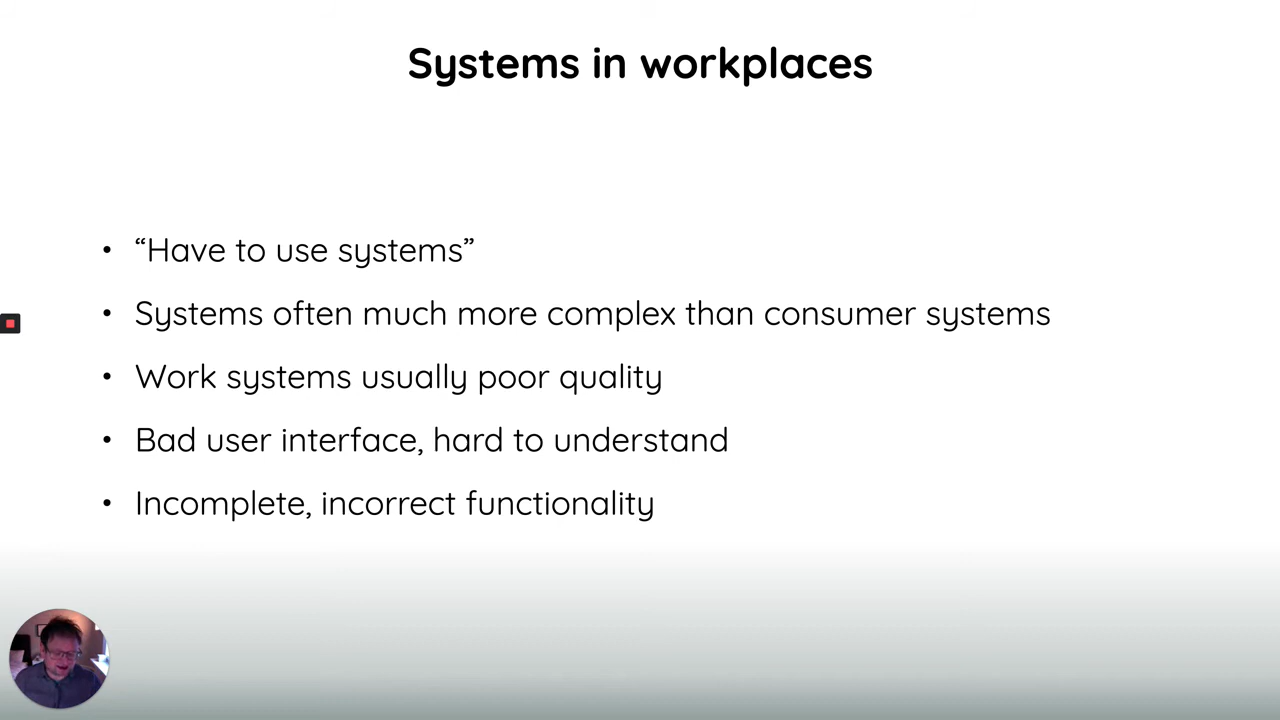 Systems in workplaces
• “Have to use systems”
• Systems often much more complex than consumer systems
• Work systems usually poor quality
• Bad user interface, hard to understand
• Incomplete, incorrect functionality